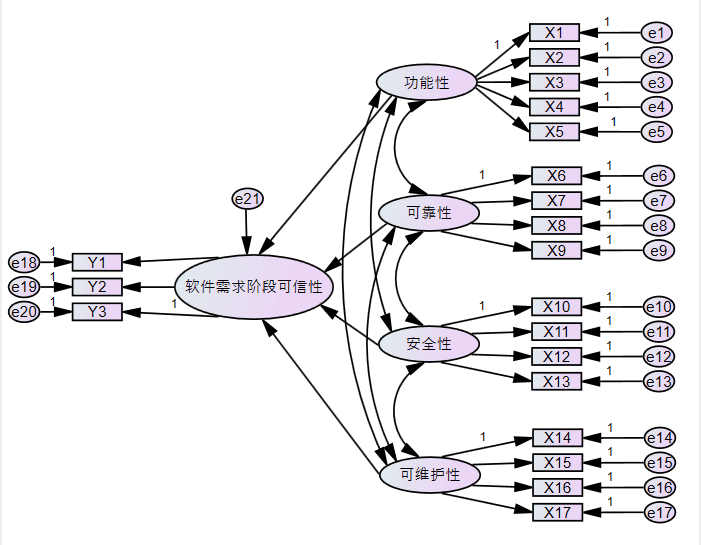 1 X1 1 e1
X2 1 e2
功能性 X3 1 e3
X4 1 e4
X5 1 e5
1 X6 1 e6
e21 X7 1 e7
可靠性 X8 1 e8
X9 1 e9
e18 1 Y1
e19 1 Y2 软件需求阶段可信性
e20 1 Y3 1
1 X10 1 e10
X11 1 e11
安全性 X12 1 e12
X13 1 e13
1 X14 1 e14
X15 1 e15
可维护性 X16 1 e16
X17 1 e17